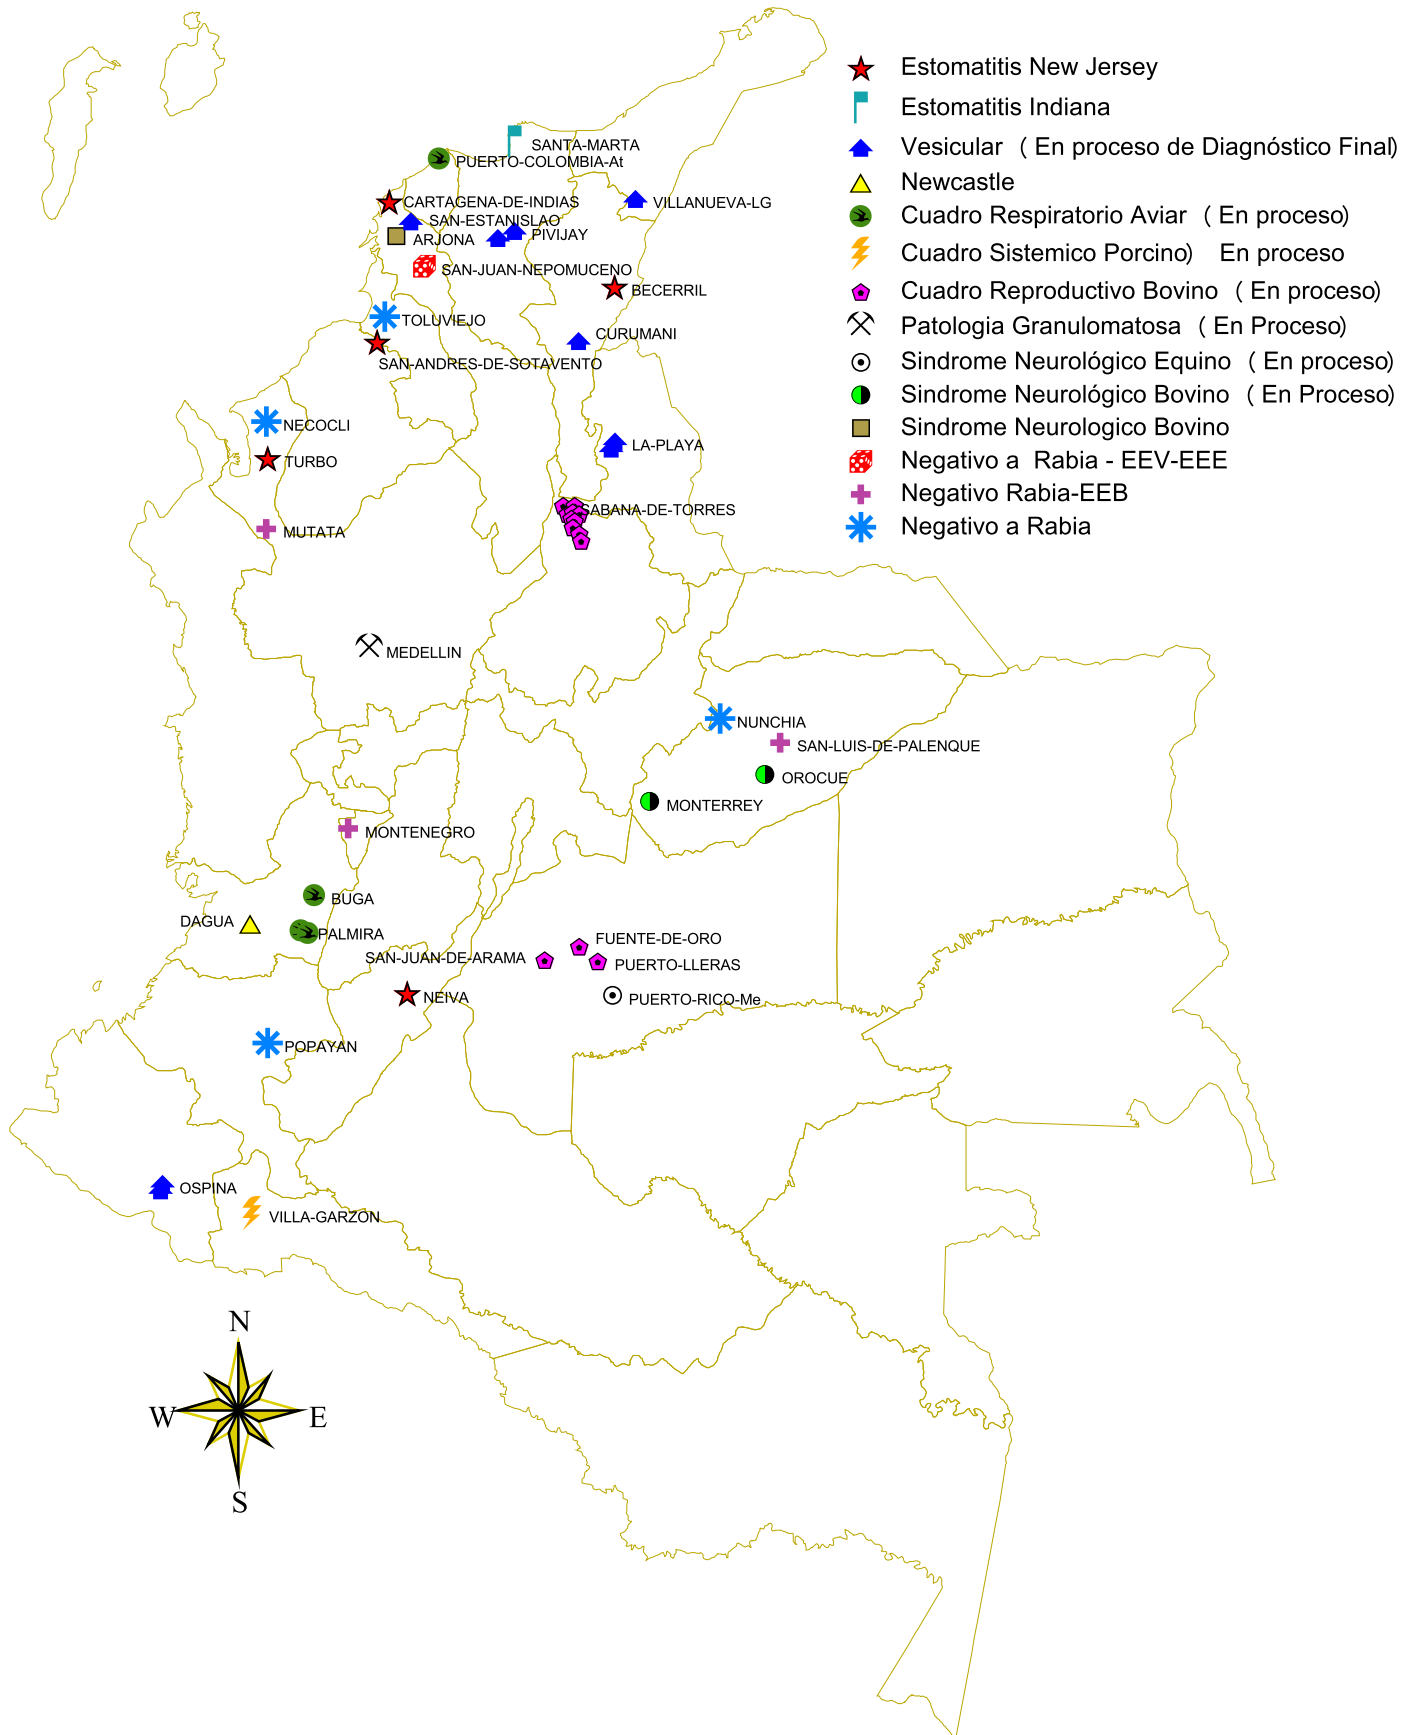 Estomatitis New Jersey
Estomatitis Indiana
Vesicular ( En proceso de Diagnóstico Final)
Newcastle
Cuadro Respiratorio Aviar ( En proceso)
Cuadro Sistemico Porcino) En proceso
Cuadro Reproductivo Bovino ( En proceso)
Patologia Granulomatosa ( En Proceso)
Sindrome Neurológico Equino ( En proceso)
Sindrome Neurológico Bovino ( En Proceso)
Sindrome Neurologico Bovino
Negativo a Rabia - EEV-EEE
Negativo Rabia-EEB
Negativo a Rabia
SANTA-MARTA
PUERTO-COLOMBIA-At
CARTAGENA-DE-INDIAS
VILLANUEVA-LG
SAN-ESTANISLAO
PIVIJAY
ARJONA
SAN-JUAN-NEPOMUCENO
BECERRIL
TOLUVIEJO
CURUMANI
SAN-ANDRES-DE-SOTAVENTO
NECOCLI
LA-PLAYA
TURBO
SABANA-DE-TORRES
MUTATA
MEDELLIN
NUNCHIA
SAN-LUIS-DE-PALENQUE
OROCUE
MONTERREY
MONTENEGRO
BUGA
DAGUA
PALMIRA
FUENTE-DE-ORO
SAN-JUAN-DE-ARAMA
PUERTO-LLERAS
NEIVA
PUERTO-RICO-Me
POPAYAN
OSPINA
VILLA-GARZON
N
W
E
S